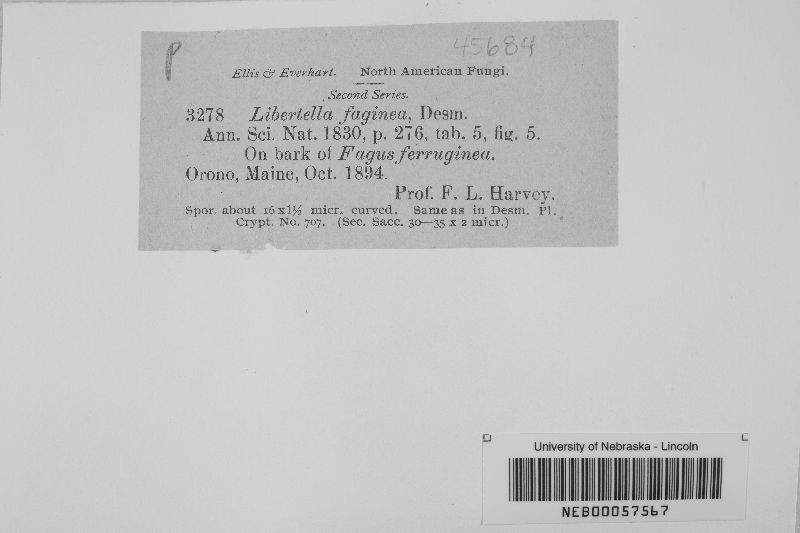 P 45684
Ellis & Everhart. North American Fungi.
Second Series.
3278 Libertella faginea, Desm.
Ann. Sci. Nat. 1830, p. 276, tab. 5, fig. 5.
On bark of Fagus ferruginea.
Orono, Maine, Oct. 1894.
Prof. F. L. Harvey.
Spor. about 16 x 1½ micr. curved. Same as in Desm. Pl.
Crypt. No. 707. (Sec. Sacc. 30—35 x 2 micr.)
University of Nebraska - Lincoln
NEB00057567